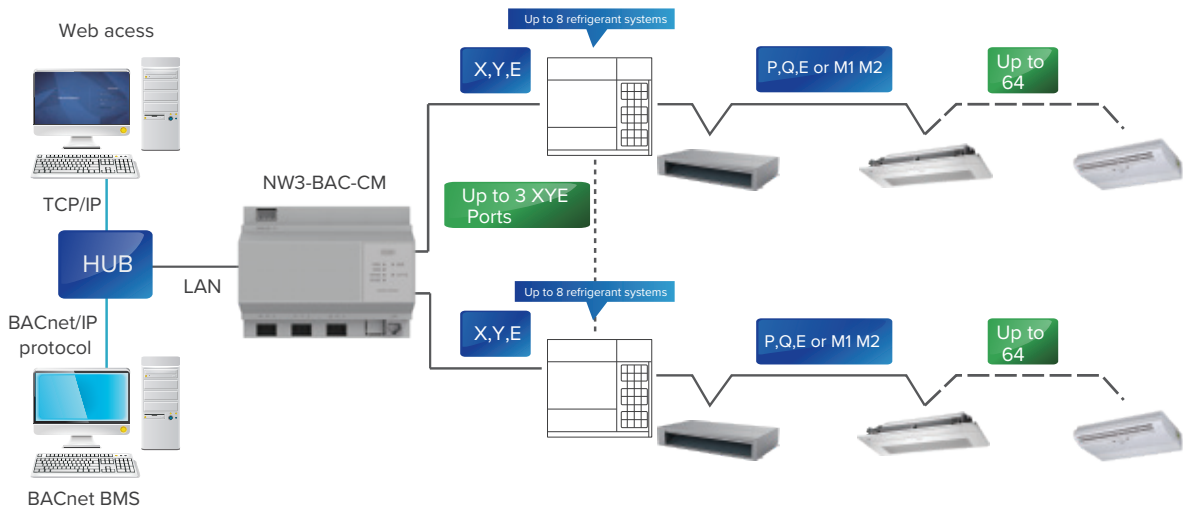 Web acess
TCP/IP
HUB
LAN
BACnet/IP
protocol
BACnet BMS
NW3-BAC-CM
Up to 3 XYE
Ports
Up to 8 refrigerant systems
X,Y,E
P,Q,E or M1 M2
Up to
64
Up to 8 refrigerant systems
X,Y,E
P,Q,E or M1 M2
Up to
64